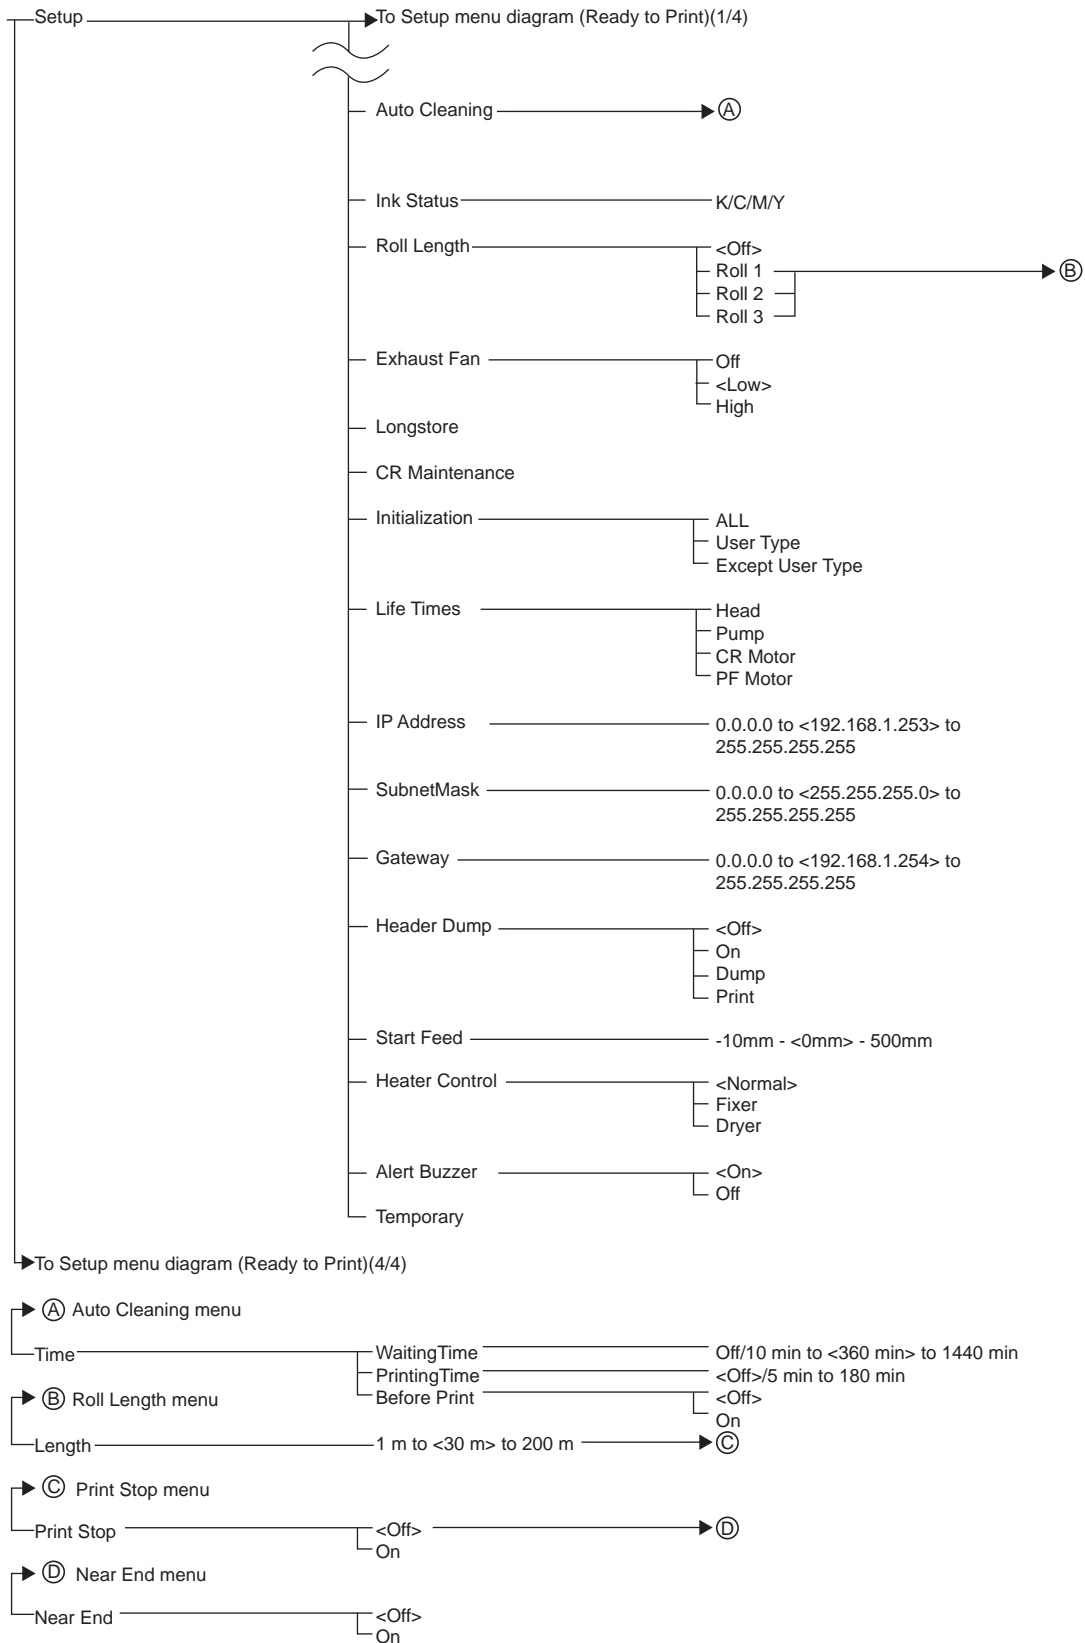 Setup To Setup menu diagram (Ready to Print)(1/4)
Auto Cleaning Ⓐ
Ink Status K/C/M/Y
Roll Length <Off>
Roll 1 Ⓑ
Roll 2
Roll 3
Exhaust Fan Off
<Low>
High
Longstore
CR Maintenance
Initialization ALL
User Type
Except User Type
Life Times Head
Pump
CR Motor
PF Motor
IP Address 0.0.0.0 to <192.168.1.253> to
255.255.255.255
SubnetMask 0.0.0.0 to <255.255.255.0> to
255.255.255.255
Gateway 0.0.0.0 to <192.168.1.254> to
255.255.255.255
Header Dump <Off>
On
Dump
Print
Start Feed -10mm - <0mm> - 500mm
Heater Control <Normal>
Fixer
Dryer
Alert Buzzer <On>
Off
Temporary
To Setup menu diagram (Ready to Print)(4/4)
Ⓐ Auto Cleaning menu
Time WaitingTime Off/10 min to <360 min> to 1440 min
PrintingTime <Off>/5 min to 180 min
Before Print <Off>
On
Ⓑ Roll Length menu
Length 1 m to <30 m> to 200 m Ⓒ
Ⓒ Print Stop menu
Print Stop <Off> Ⓓ
On
Ⓓ Near End menu
Near End <Off>
On